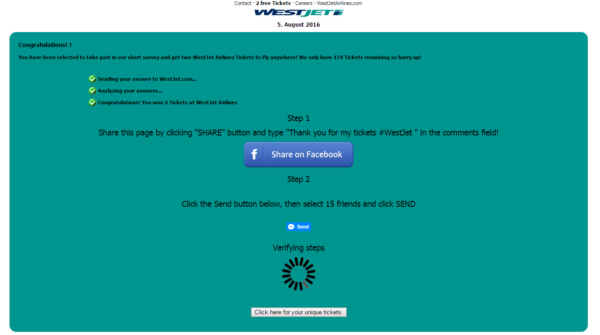 Contact · 2 free Tickets · Careers · WestJetAirlines.com
WESTJET
5. August 2016
Congratulations! !
You have been selected to take part in our short survey and get two WestJet Airlines Tickets to Fly anywhere! We only have 174 Tickets remaining so hurry up!
Sending your answer to WestJet.com...
Analyzing your answers...
Congratulations! You won 2 Tickets at WestJet Airlines
Step 1
Share this page by clicking "SHARE" button and type "Thank you for my tickets #WestJet " in the comments field!
f Share on Facebook
Step 2
Click the Send button below, then select 15 friends and click SEND
Send
Verifying steps
Click here for your unique tickets.